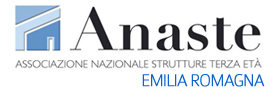 Anaste
ASSOCIAZIONE NAZIONALE STRUTTURE TERZA ETÀ
EMILIA ROMAGNA